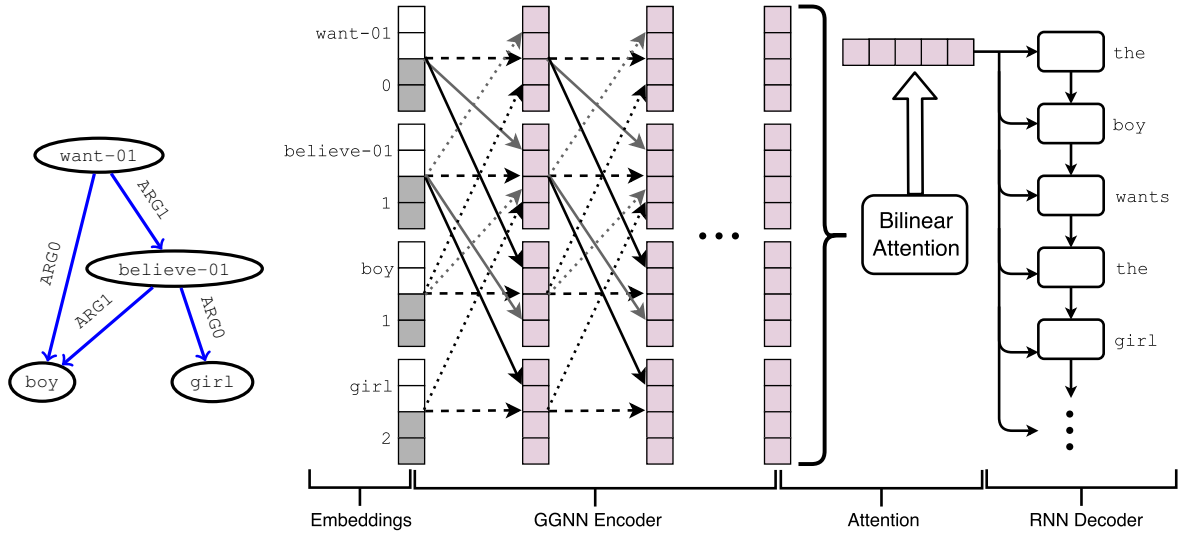 want-01
ARG1
ARG0
believe-01
ARG1
ARG0
boy
girl
want-01
0
believe-01
1
boy
1
girl
2
Bilinear
Attention
the
boy
wants
the
girl
Embeddings
GGNN Encoder
Attention
RNN Decoder